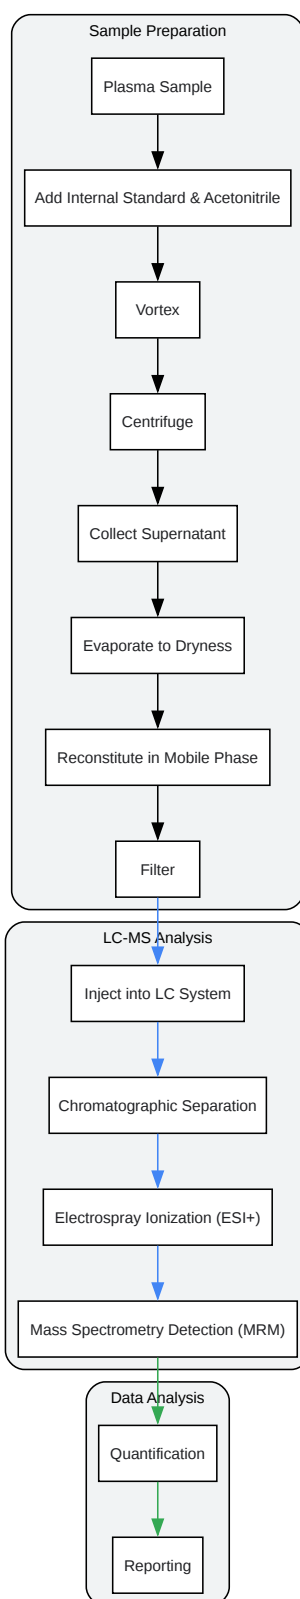 Sample Preparation
Plasma Sample
Add Internal Standard & Acetonitrile
Vortex
Centrifuge
Collect Supernatant
Evaporate to Dryness
Reconstitute in Mobile Phase
Filter
LC-MS Analysis
Inject into LC System
Chromatographic Separation
Electrospray Ionization (ESI+)
Mass Spectrometry Detection (MRM)
Data Analysis
Quantification
Reporting